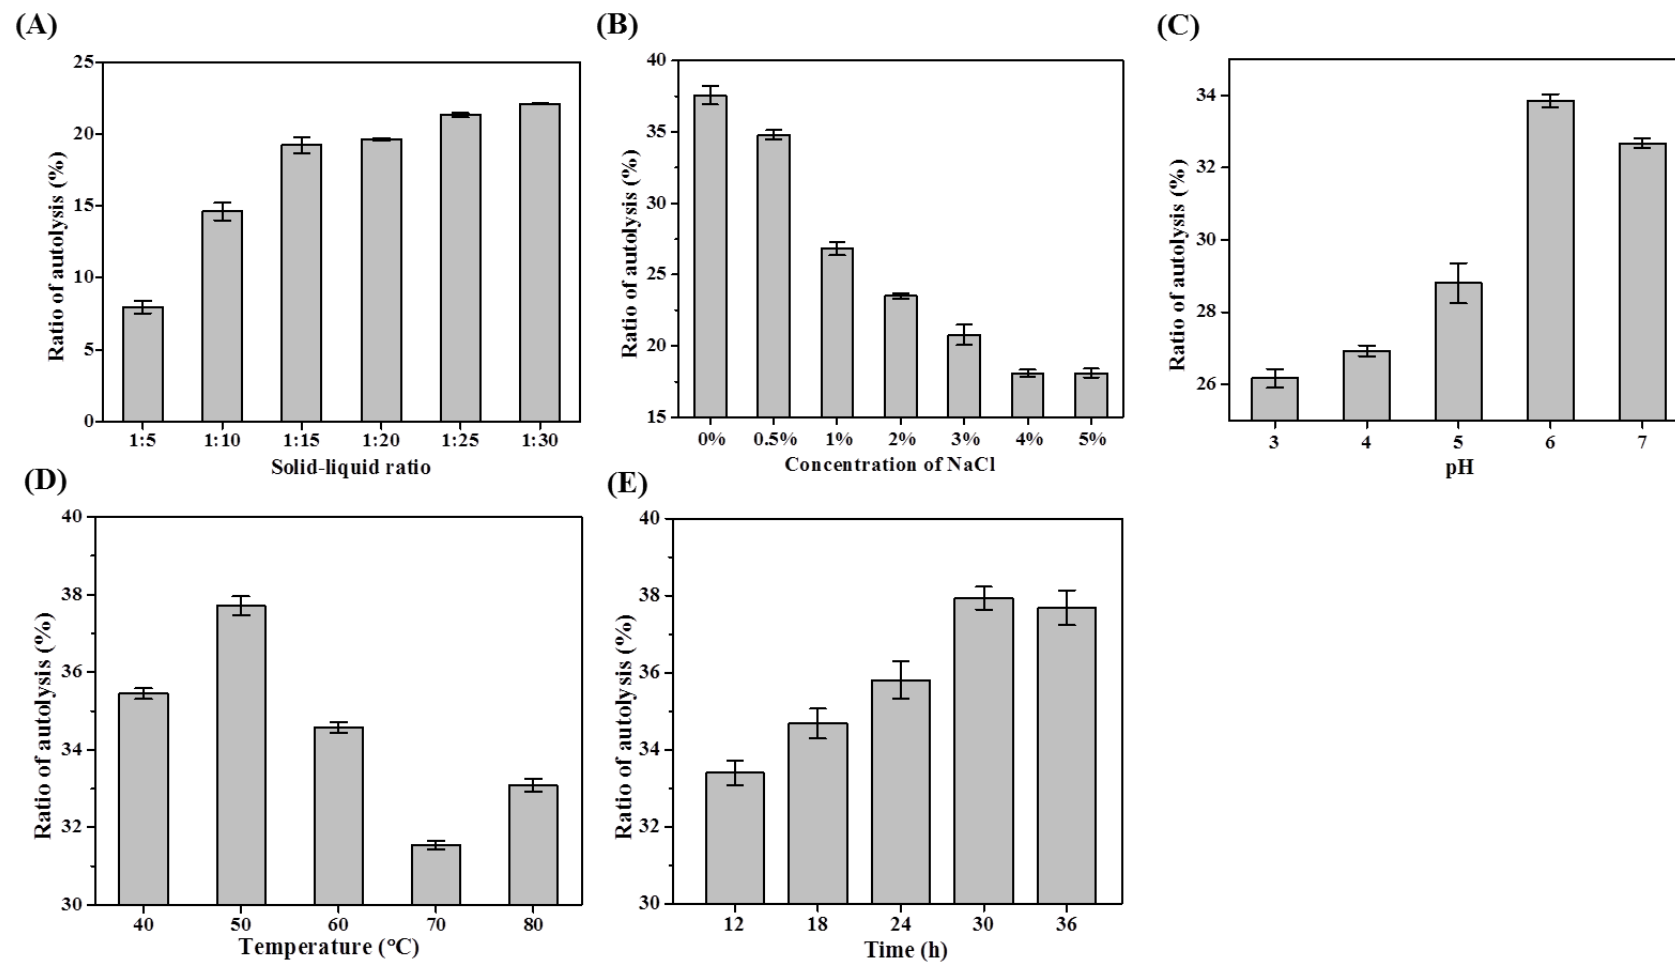 (A)
Ratio of autolysis (%)
25
20
15
10
5
0
1:5 1:10 1:15 1:20 1:25 1:30
Solid-liquid ratio
(B)
Ratio of autolysis (%)
40
35
30
25
20
15
0% 0.5% 1% 2% 3% 4% 5%
Concentration of NaCl
(C)
Ratio of autolysis (%)
34
32
30
28
26
3 4 5 6 7
pH
(D)
Ratio of autolysis (%)
40
38
36
34
32
30
40 50 60 70 80
Temperature (°C)
(E)
Ratio of autolysis (%)
40
38
36
34
32
30
12 18 24 30 36
Time (h)